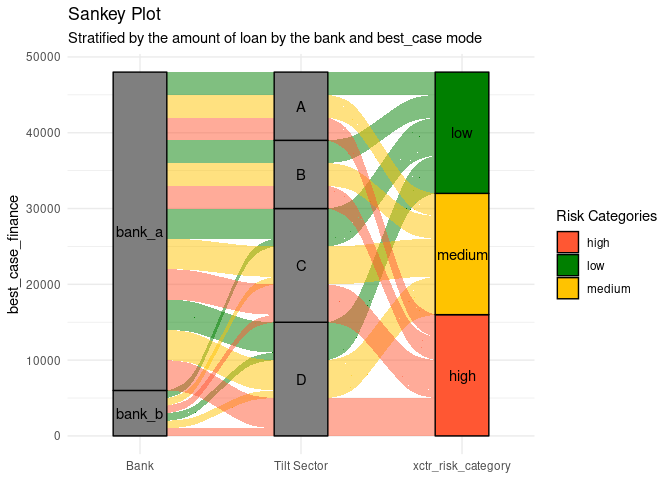 Sankey Plot
Stratified by the amount of loan by the bank and best_case mode
best_case_finance
50000
40000
30000
20000
10000
0
bank_a
bank_b
A
B
C
D
low
medium
high
Bank
Tilt Sector
xctr_risk_category
Risk Categories
high
low
medium